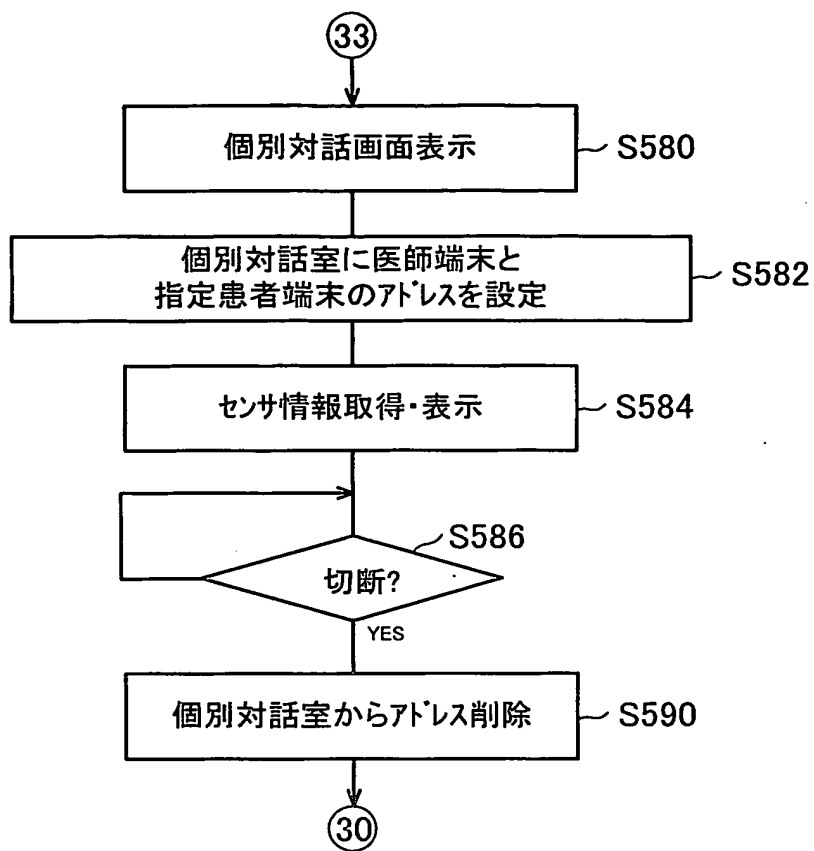 33
個別対話画面表示
S580
個別対話室に医師端末と
指定患者端末のｱﾄﾞﾚｽを設定
S582
ｾﾝｻ情報取得・表示
S584
S586
切断?
YES
個別対話室からｱﾄﾞﾚｽ削除
S590
30